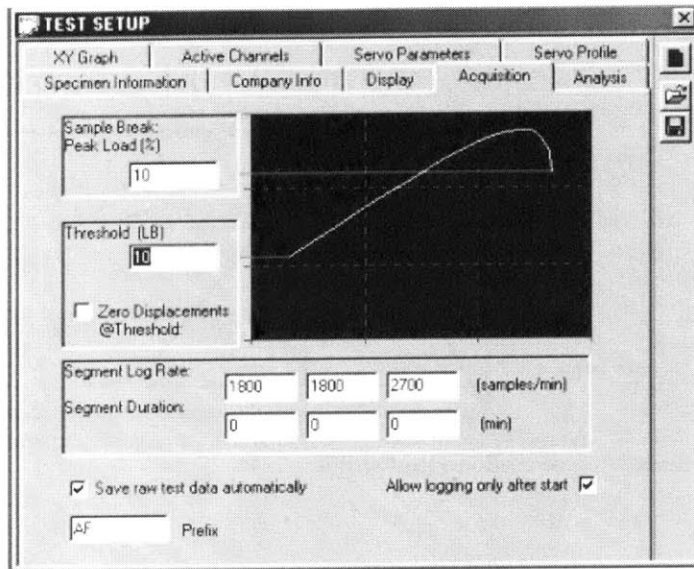 TEST SETUP
XY Graph Active Channels Servo Parameters Servo Profile
Specimen Information Company Info Display Acquisition Analysis
Sample Break:
Peak Load (%)
10
Threshold (LB)
10
Zero Displacements
@Threshold
Segment Log Rate:
1800 1800 2700 (samples/min)
Segment Duration:
0 0 0 (min)
Save raw test data automatically Allow logging only after start
AF Prefix